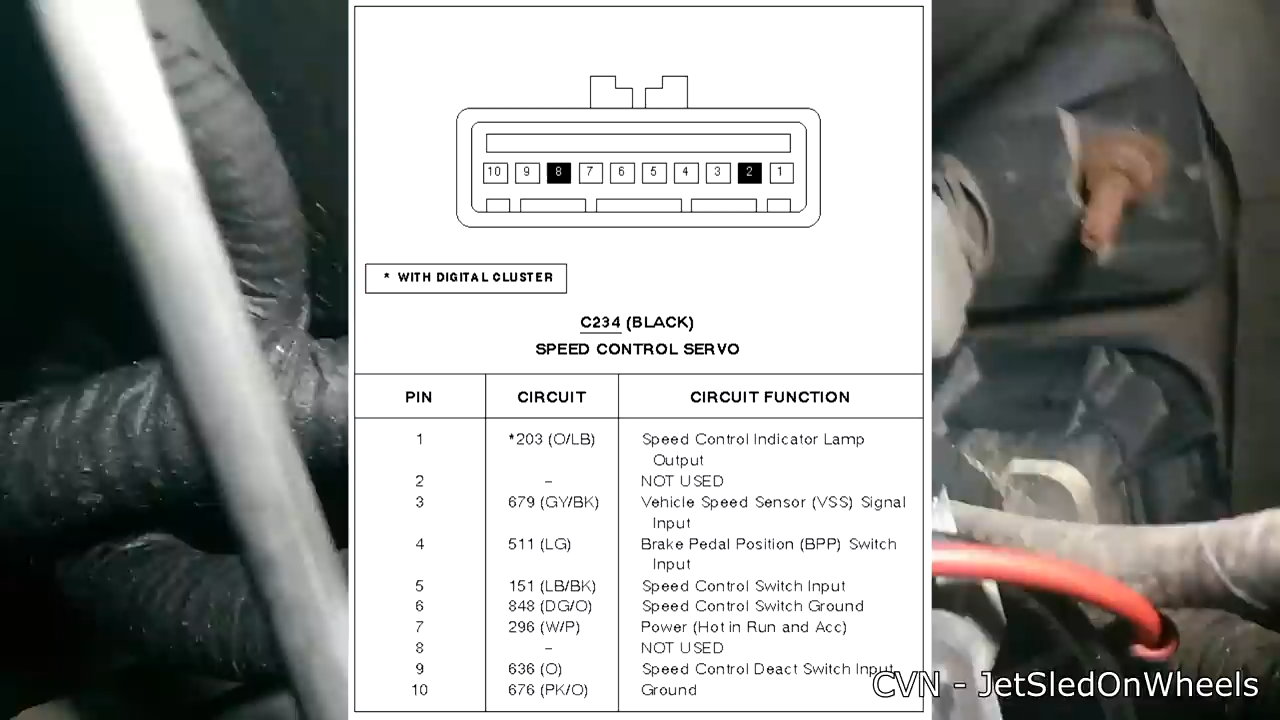 10 9 8 7 6 5 4 3 2 1
* WITH DIGITAL CLUSTER
C234 (BLACK)
SPEED CONTROL SERVO
PIN CIRCUIT CIRCUIT FUNCTION
1 *203 (O/LB) Speed Control Indicator Lamp
Output
2 – NOT USED
3 679 (GY/BK) Vehicle Speed Sensor (VSS) Signal
Input
4 511 (LG) Brake Pedal Position (BPP) Switch
Input
5 151 (LB/BK) Speed Control Switch Input
6 848 (DG/O) Speed Control Switch Ground
7 296 (W/P) Power (Hot in Run and Acc)
8 – NOT USED
9 636 (O) Speed Control Deact Switch Input
10 676 (PK/O) Ground
CVN - JetSledOnWheels